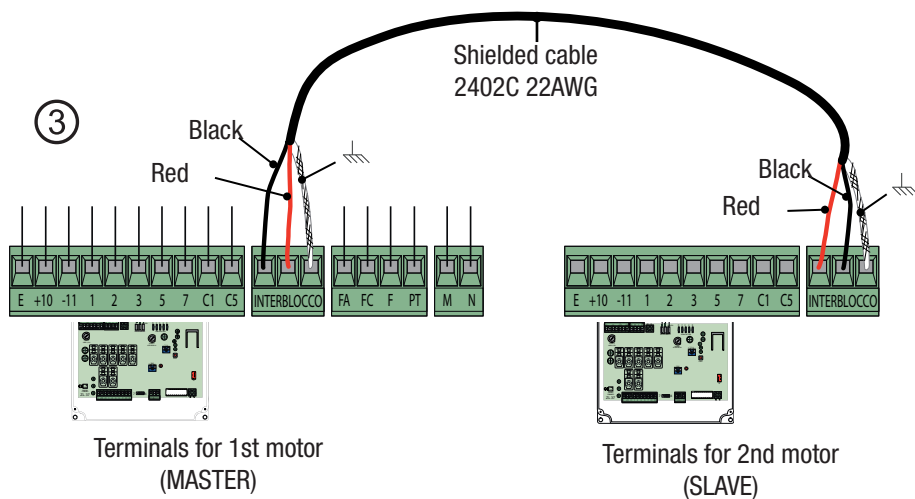 Shielded cable
2402C 22AWG
3
Black
Red
Black
Red
E +10 -11 1 2 3 5 7 C1 C5 INTERBLOCCO FA FC F PT M N
E +10 -11 1 2 3 5 7 C1 C5 INTERBLOCCO
Terminals for 1st motor
(MASTER)
Terminals for 2nd motor
(SLAVE)